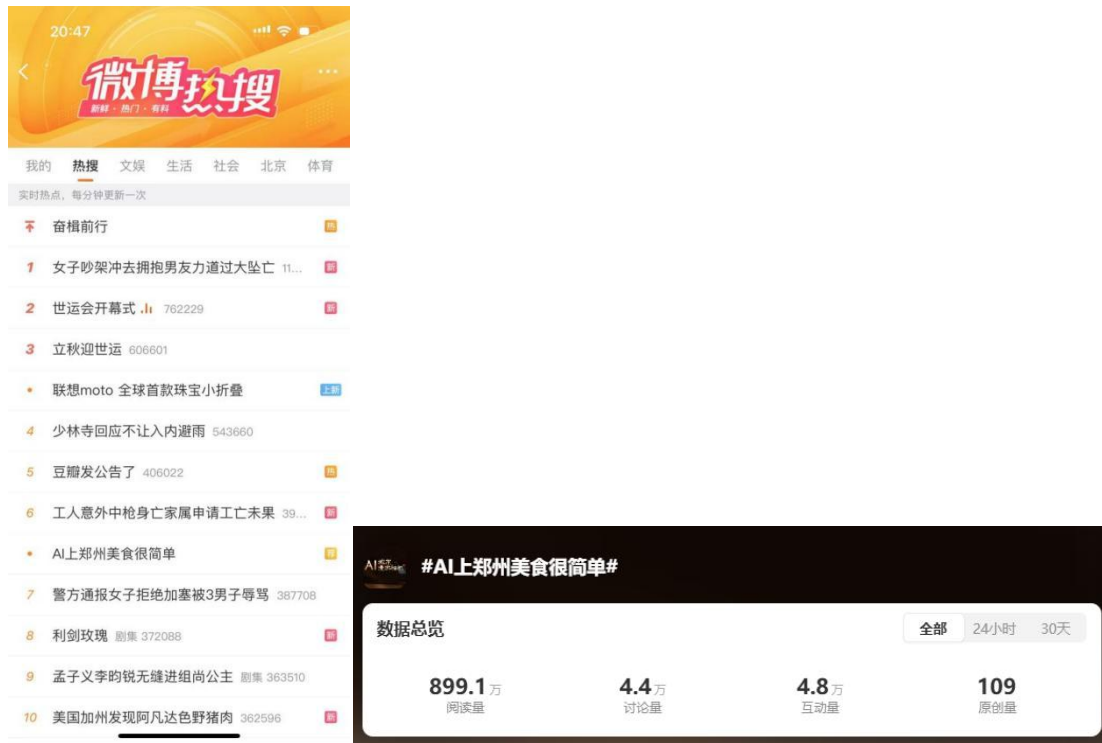 20:47
微博热搜
新鲜·热门·有料
我的 热搜 文娱 生活 社会 北京 体育
实时热点，每分钟更新一次
奋楫前行 热
1 女子吵架冲去拥抱男友力道过大坠亡 11... 新
2 世运会开幕式 762229 新
3 立秋迎世运 606601
• 联想moto 全球首款珠宝小折叠 上新
4 少林寺回应不让入内避雨 543660
5 豆瓣发公告了 406022 热
6 工人意外中枪身亡家属申请工亡未果 39... 新
• AI上郑州美食很简单
7 警方通报女子拒绝加塞被3男子辱骂 387708
8 利剑玫瑰 剧集 372088 新
9 孟子义李昀锐无缝进组尚公主 剧集 363510
10 美国加州发现阿凡达色野猪肉 362596 新
#AI上郑州美食很简单#
数据总览 全部 24小时 30天
899.1万 4.4万 4.8万 109
阅读量 讨论量 互动量 原创量